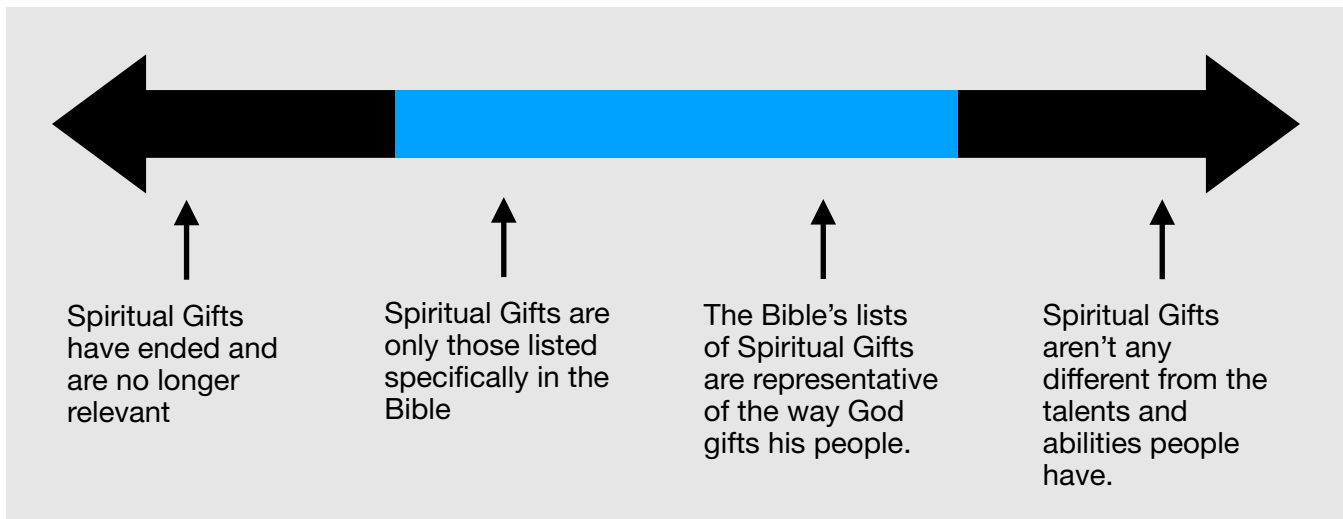 Spiritual Gifts
have ended and
are no longer
relevant
Spiritual Gifts are
only those listed
specifically in the
Bible
The Bible’s lists
of Spiritual Gifts
are representative
of the way God
gifts his people.
Spiritual Gifts
aren’t any
different from the
talents and
abilities people
have.